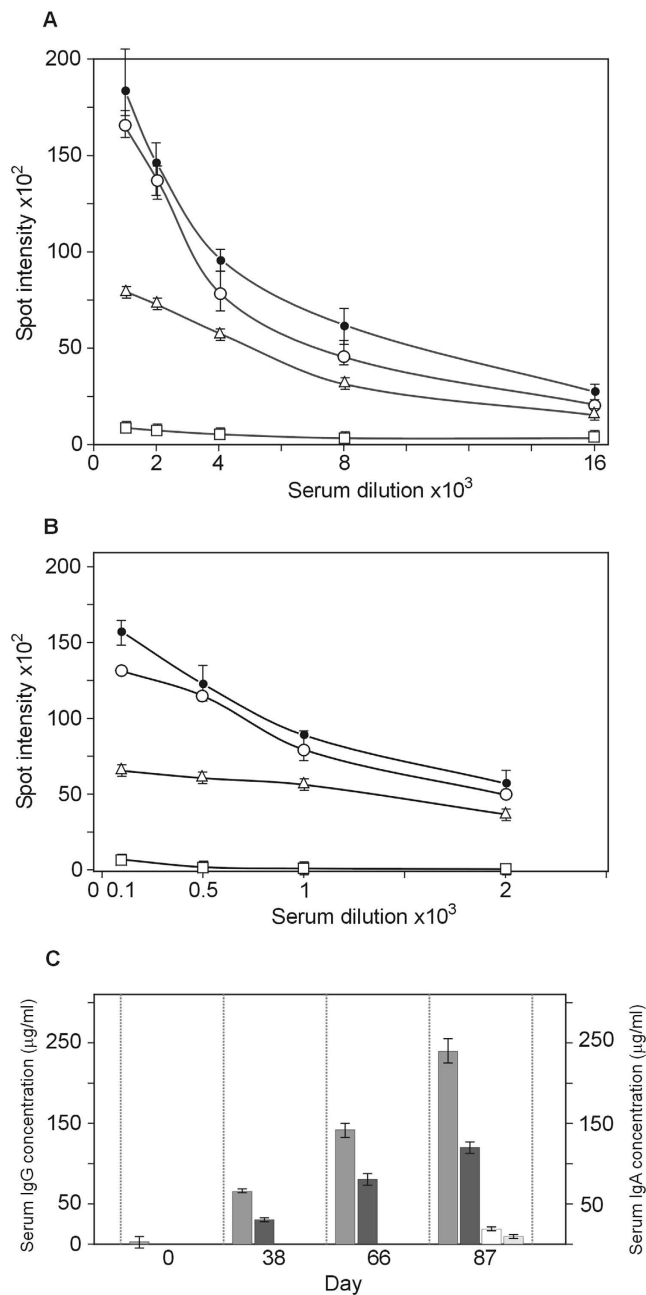 A
200
150
100
50
0
Spot intensity x10²
0 2 4 8 16
Serum dilution x10³
B
200
150
100
50
0
Spot intensity x10²
0 0.1 0.5 1 2
Serum dilution x10³
C
250
150
50
0
Serum IgG concentration (µg/ml)
250
150
50
Serum IgA concentration (µg/ml)
0 38 66 87
Day